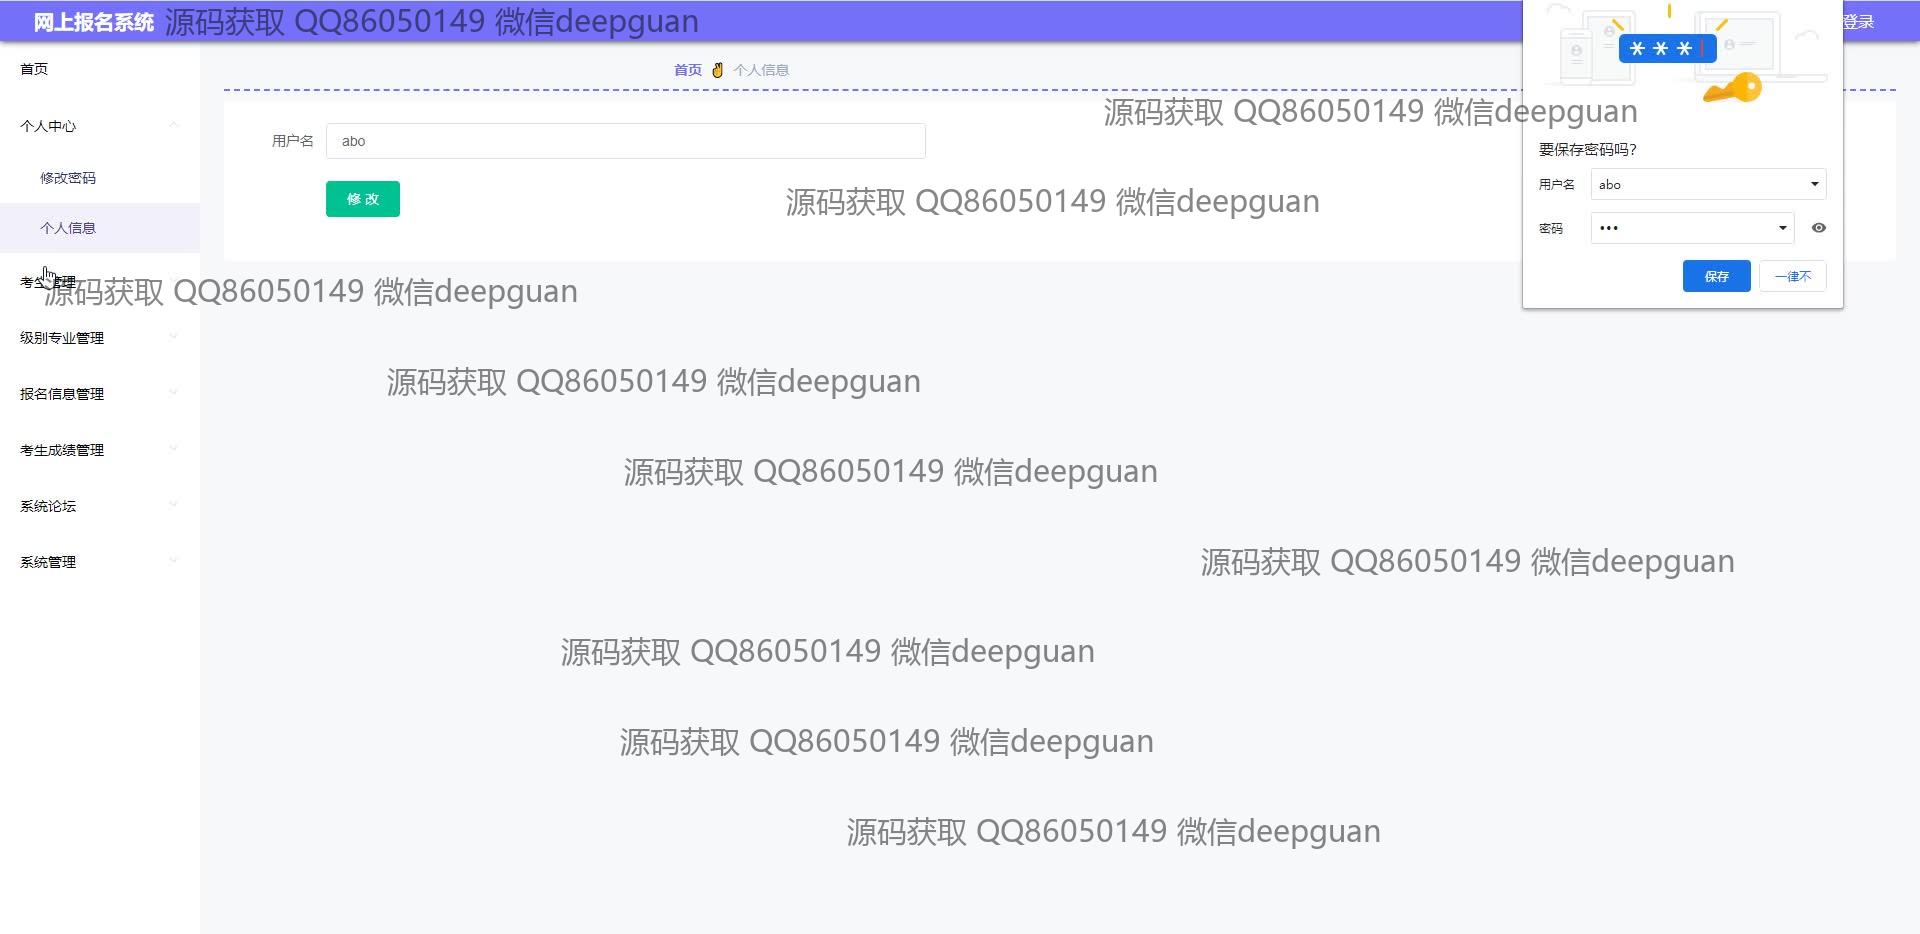 网上报名系统
源码获取 QQ86050149 微信deepguan
登录
首页
个人中心
修改密码
个人信息
考生管理
级别专业管理
报名信息管理
考生成绩管理
系统论坛
系统管理
首页 个人信息
源码获取 QQ86050149 微信deepguan
用户名 abo
修 改
源码获取 QQ86050149 微信deepguan
要保存密码吗?
用户名 abo
密码 •••
保存 一律不
源码获取 QQ86050149 微信deepguan
源码获取 QQ86050149 微信deepguan
源码获取 QQ86050149 微信deepguan
源码获取 QQ86050149 微信deepguan
源码获取 QQ86050149 微信deepguan
源码获取 QQ86050149 微信deepguan
源码获取 QQ86050149 微信deepguan